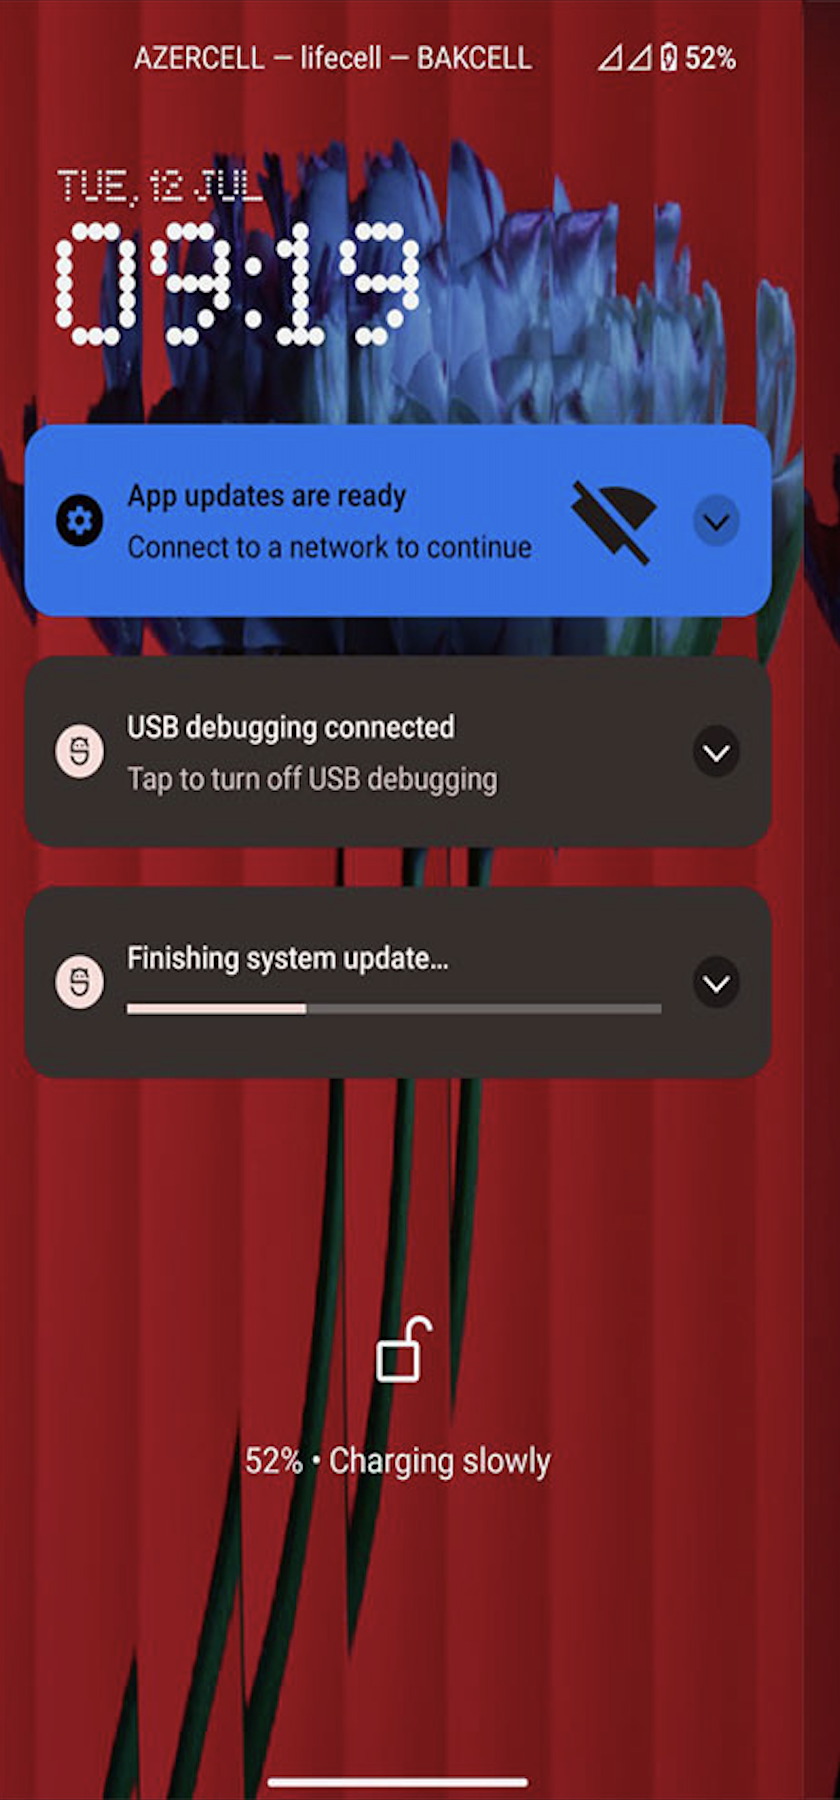 AZERCELL — lifecell — BAKCELL 52%
TUE, 12 JUL
09:19
App updates are ready
Connect to a network to continue
USB debugging connected
Tap to turn off USB debugging
Finishing system update...
52% • Charging slowly